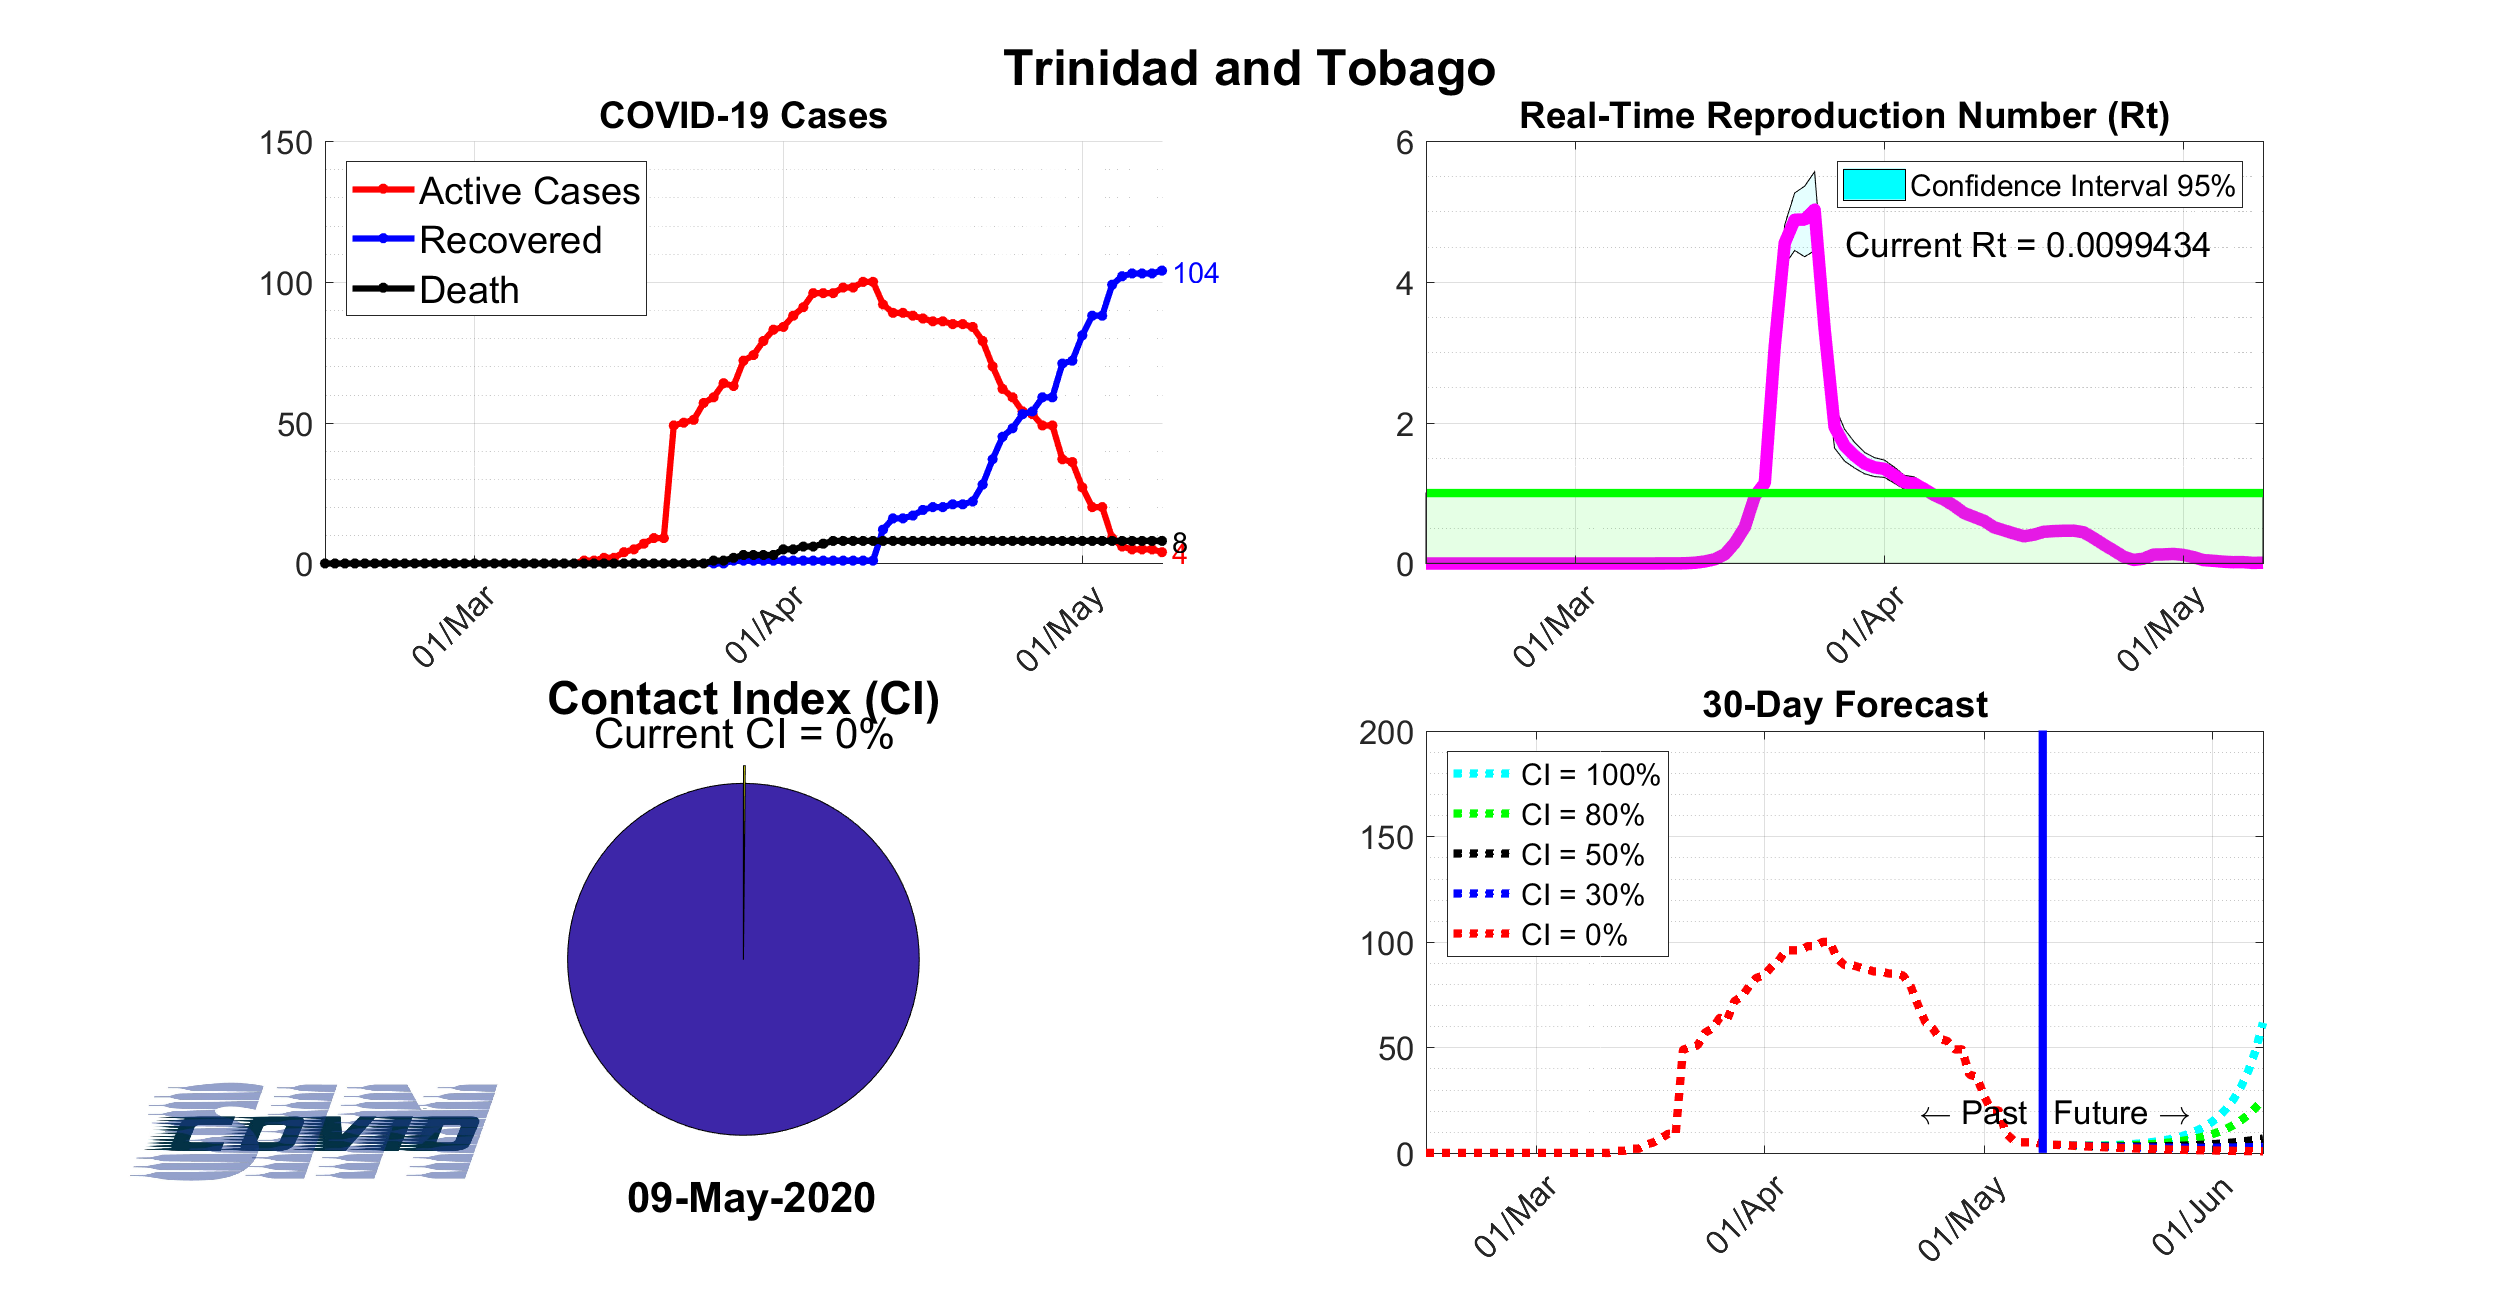 Trinidad and Tobago
COVID-19 Cases
150
100
50
0
Active Cases
Recovered
Death
104
8
4
01/Mar
01/Apr
01/May
Real-Time Reproduction Number (Rt)
6
4
2
0
Confidence Interval 95%
Current Rt = 0.0099434
01/Mar
01/Apr
01/May
Contact Index (CI)
Current CI = 0%
30-Day Forecast
200
150
100
50
0
CI = 100%
CI = 80%
CI = 50%
CI = 30%
CI = 0%
← Past
Future →
01/Mar
01/Apr
01/May
01/Jun
SIM
COVID
09-May-2020